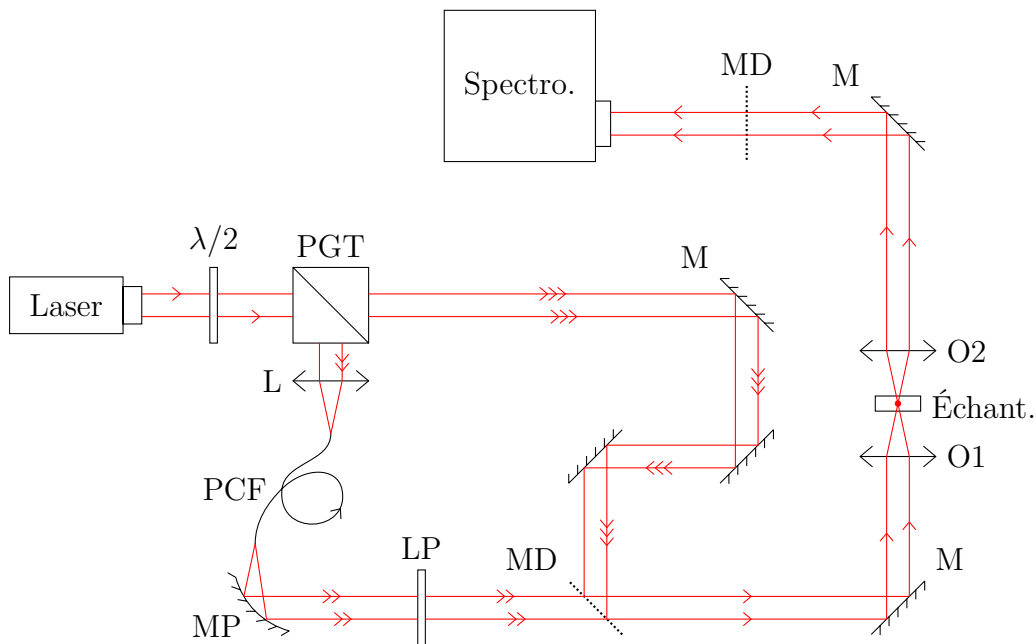 Spectro.
MD
M
λ/2
PGT
M
Laser
L
O2
Échant.
O1
PCF
LP
MD
M
MP